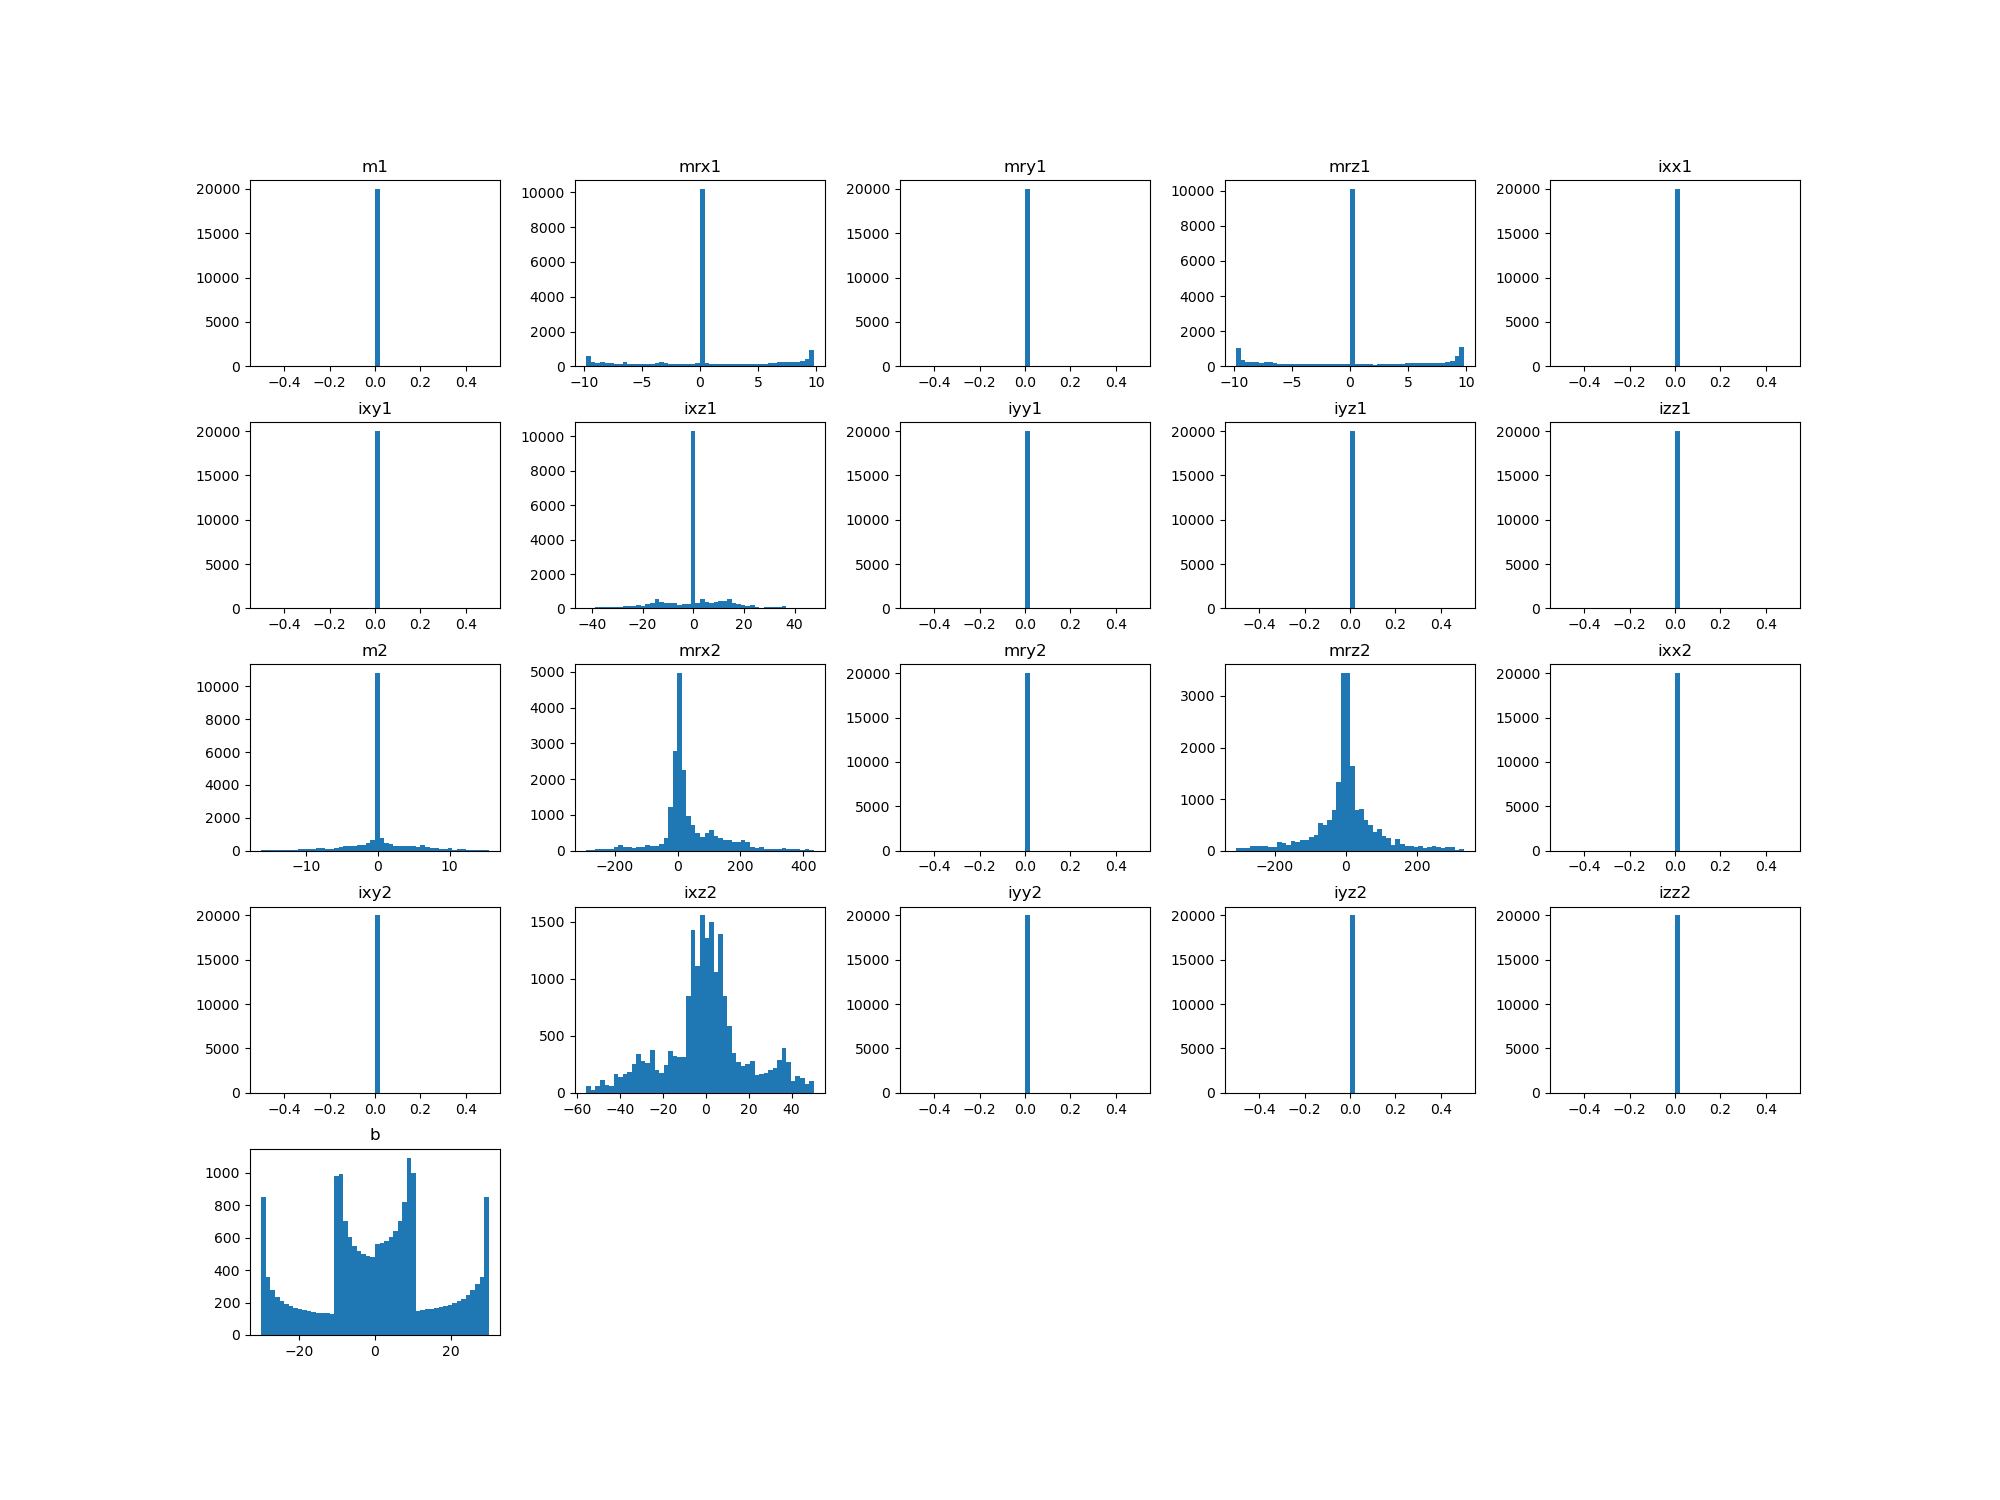 m1 mrx1 mry1 mrz1 ixx1
20000 10000 20000 10000 20000
15000 8000 15000 8000 15000
10000 6000 10000 6000 10000
5000 4000 5000 4000 5000
0 2000 0 2000 0
0 0
−0.4 −0.2 0.0 0.2 0.4 −10 −5 0 5 10 −0.4 −0.2 0.0 0.2 0.4 −10 −5 0 5 10 −0.4 −0.2 0.0 0.2 0.4
ixy1 ixz1 iyy1 iyz1 izz1
20000 10000 20000 20000 20000
15000 8000 15000 15000 15000
10000 6000 10000 10000 10000
5000 4000 5000 5000 5000
0 2000 0 0 0
0
−0.4 −0.2 0.0 0.2 0.4 −40 −20 0 20 40 −0.4 −0.2 0.0 0.2 0.4 −0.4 −0.2 0.0 0.2 0.4 −0.4 −0.2 0.0 0.2 0.4
m2 mrx2 mry2 mrz2 ixx2
10000 5000 20000 3000 20000
8000 4000 15000 2000 15000
6000 3000 10000 1000 10000
4000 2000 5000 0 5000
2000 1000 0 0
0 0
−10 0 10 −200 0 200 400 −0.4 −0.2 0.0 0.2 0.4 −200 0 200 −0.4 −0.2 0.0 0.2 0.4
ixy2 ixz2 iyy2 iyz2 izz2
20000 1500 20000 20000 20000
15000 1000 15000 15000 15000
10000 500 10000 10000 10000
5000 0 5000 5000 5000
0 0 0 0
−0.4 −0.2 0.0 0.2 0.4 −60 −40 −20 0 20 40 −0.4 −0.2 0.0 0.2 0.4 −0.4 −0.2 0.0 0.2 0.4 −0.4 −0.2 0.0 0.2 0.4
b
1000
800
600
400
200
0
−20 0 20